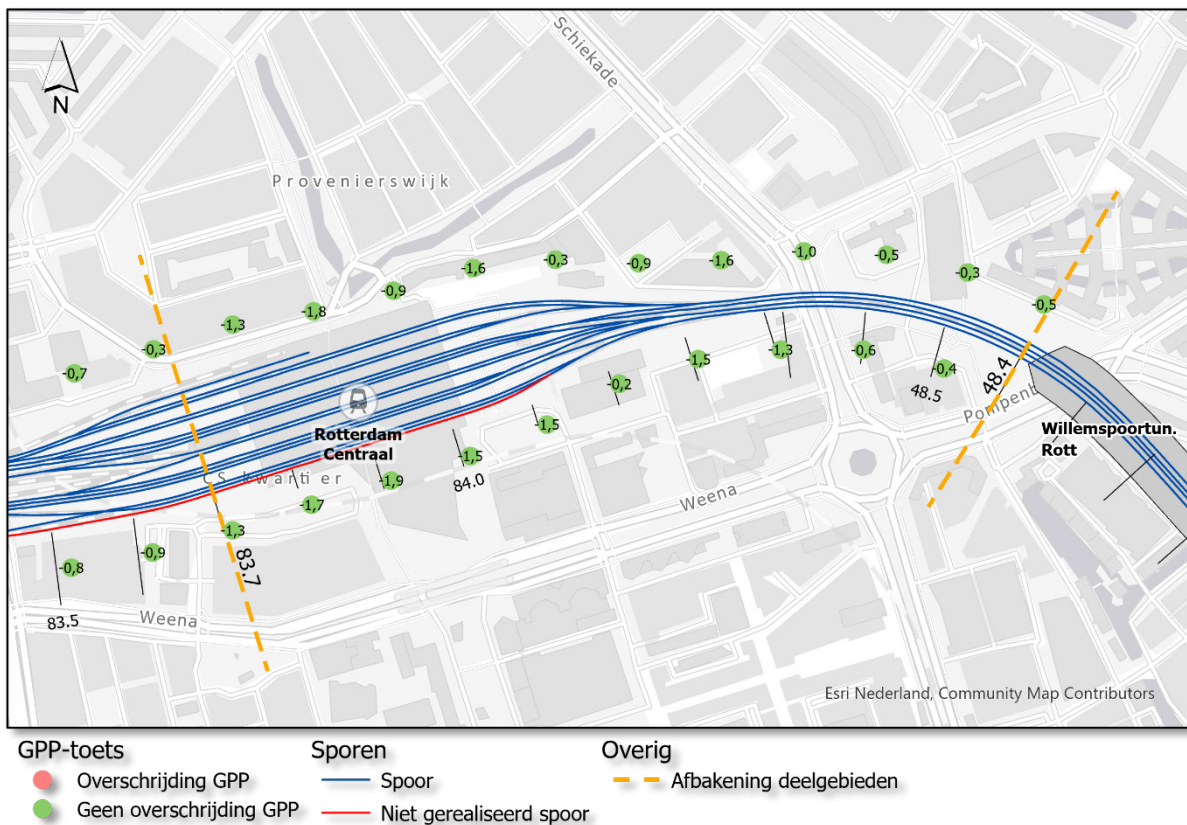 Schiekade
N
Provenierswijk
-1,6
-0,3
-0,9
-1,6
-1,0
-0,5
-0,3
-0,5
-0,9
-1,8
-1,3
-0,3
-0,7
Rotterdam
Centraal
CS kwartier
-0,2
-1,5
-1,3
-0,6
-0,4
48.5
48.4
Pompenb
Willemspoortun.
Rott
-1,5
-1,5
84.0
-1,9
-1,7
-1,3
83.7
-0,9
-0,8
83.5
Weena
Weena
Esri Nederland, Community Map Contributors
GPP-toets
Overschrijding GPP
Geen overschrijding GPP
Sporen
Spoor
Niet gerealiseerd spoor
Overig
Afbakening deelgebieden